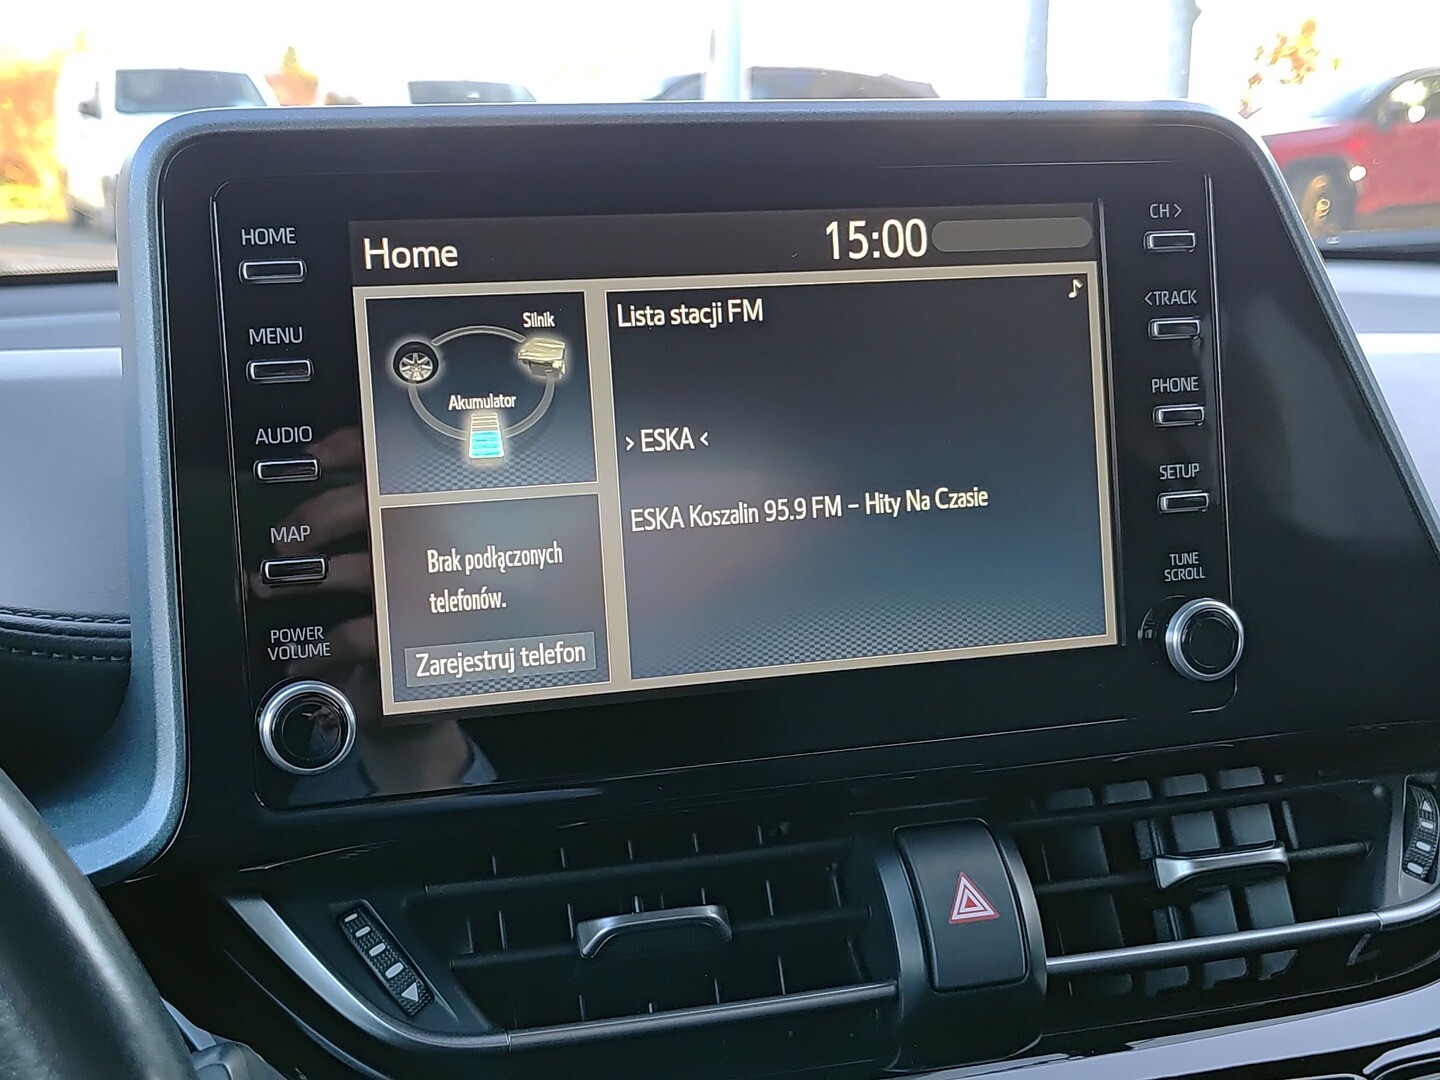 HOME
MENU
AUDIO
MAP
POWER
VOLUME
Home
15:00
Silnik
Akumulator
Brak podłączonych
telefonów.
Zarejestruj telefon
Lista stacji FM
> ESKA <
ESKA Koszalin 95.9 FM – Hity Na Czasie
CH>
<TRACK
PHONE
SETUP
TUNE
SCROLL